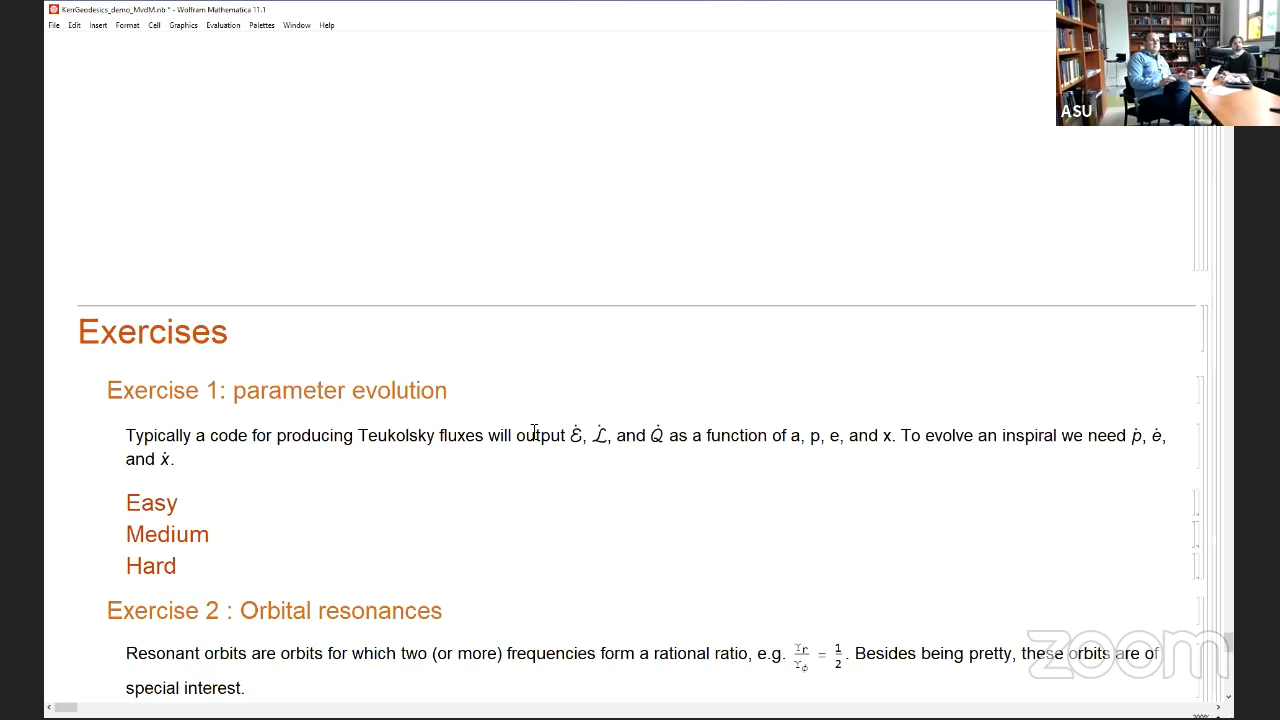 KerrGeodesics_demo_MvdM.nb * - Wolfram Mathematica 11.1
File Edit Insert Format Cell Graphics Evaluation Palettes Window Help
ASU
Exercises
Exercise 1: parameter evolution
Typically a code for producing Teukolsky fluxes will output ℰ̇, ℒ̇, and 𝒬̇ as a function of a, p, e, and x. To evolve an inspiral we need ṗ, ė,
and ẋ.
Easy
Medium
Hard
Exercise 2 : Orbital resonances
Resonant orbits are orbits for which two (or more) frequencies form a rational ratio, e.g. ϒr/ϒϕ = 1/2. Besides being pretty, these orbits are of
special interest.
zoom
200%